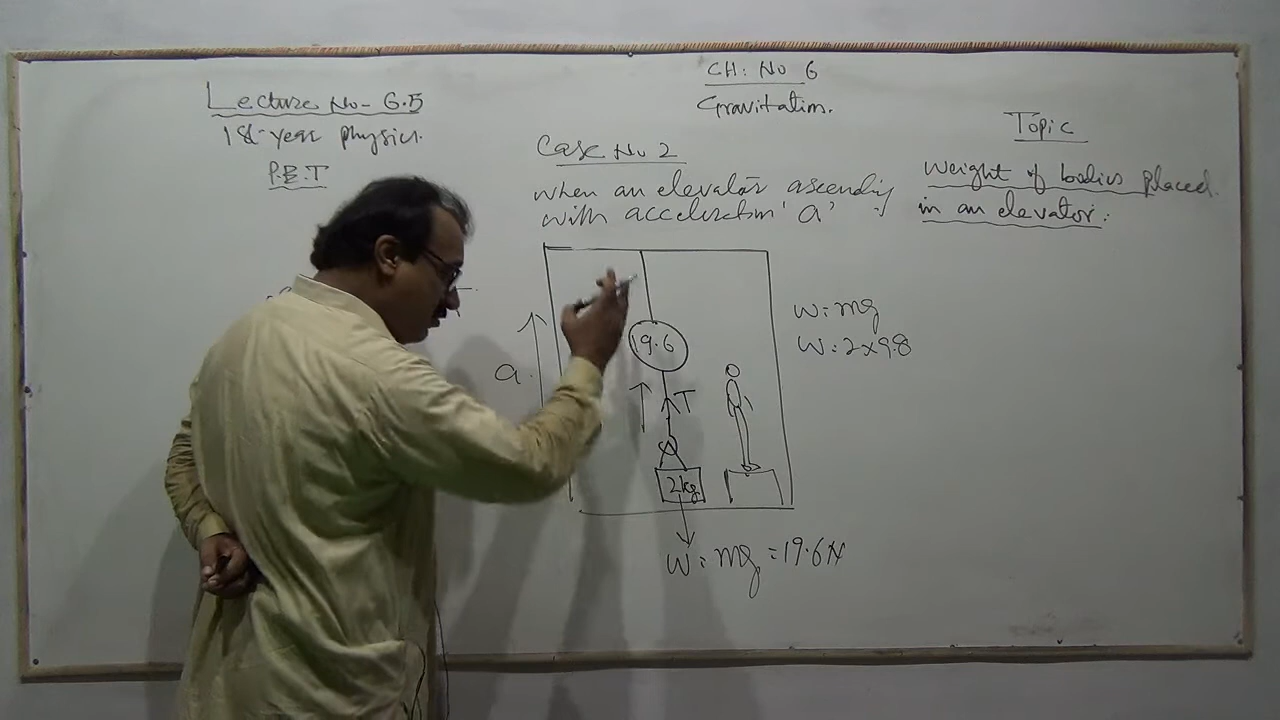 CH: No 6
Gravitation.
Lecture No- 6.5
1st-year physics.
P.B.T
Topic
Weight of bodies placed
in an elevator:
Case No 2
when an elevator ascending
with acceleration 'a'
a.
19.6
T
2kg
W = mg
W = 2x9.8
W = mg = 19.6N